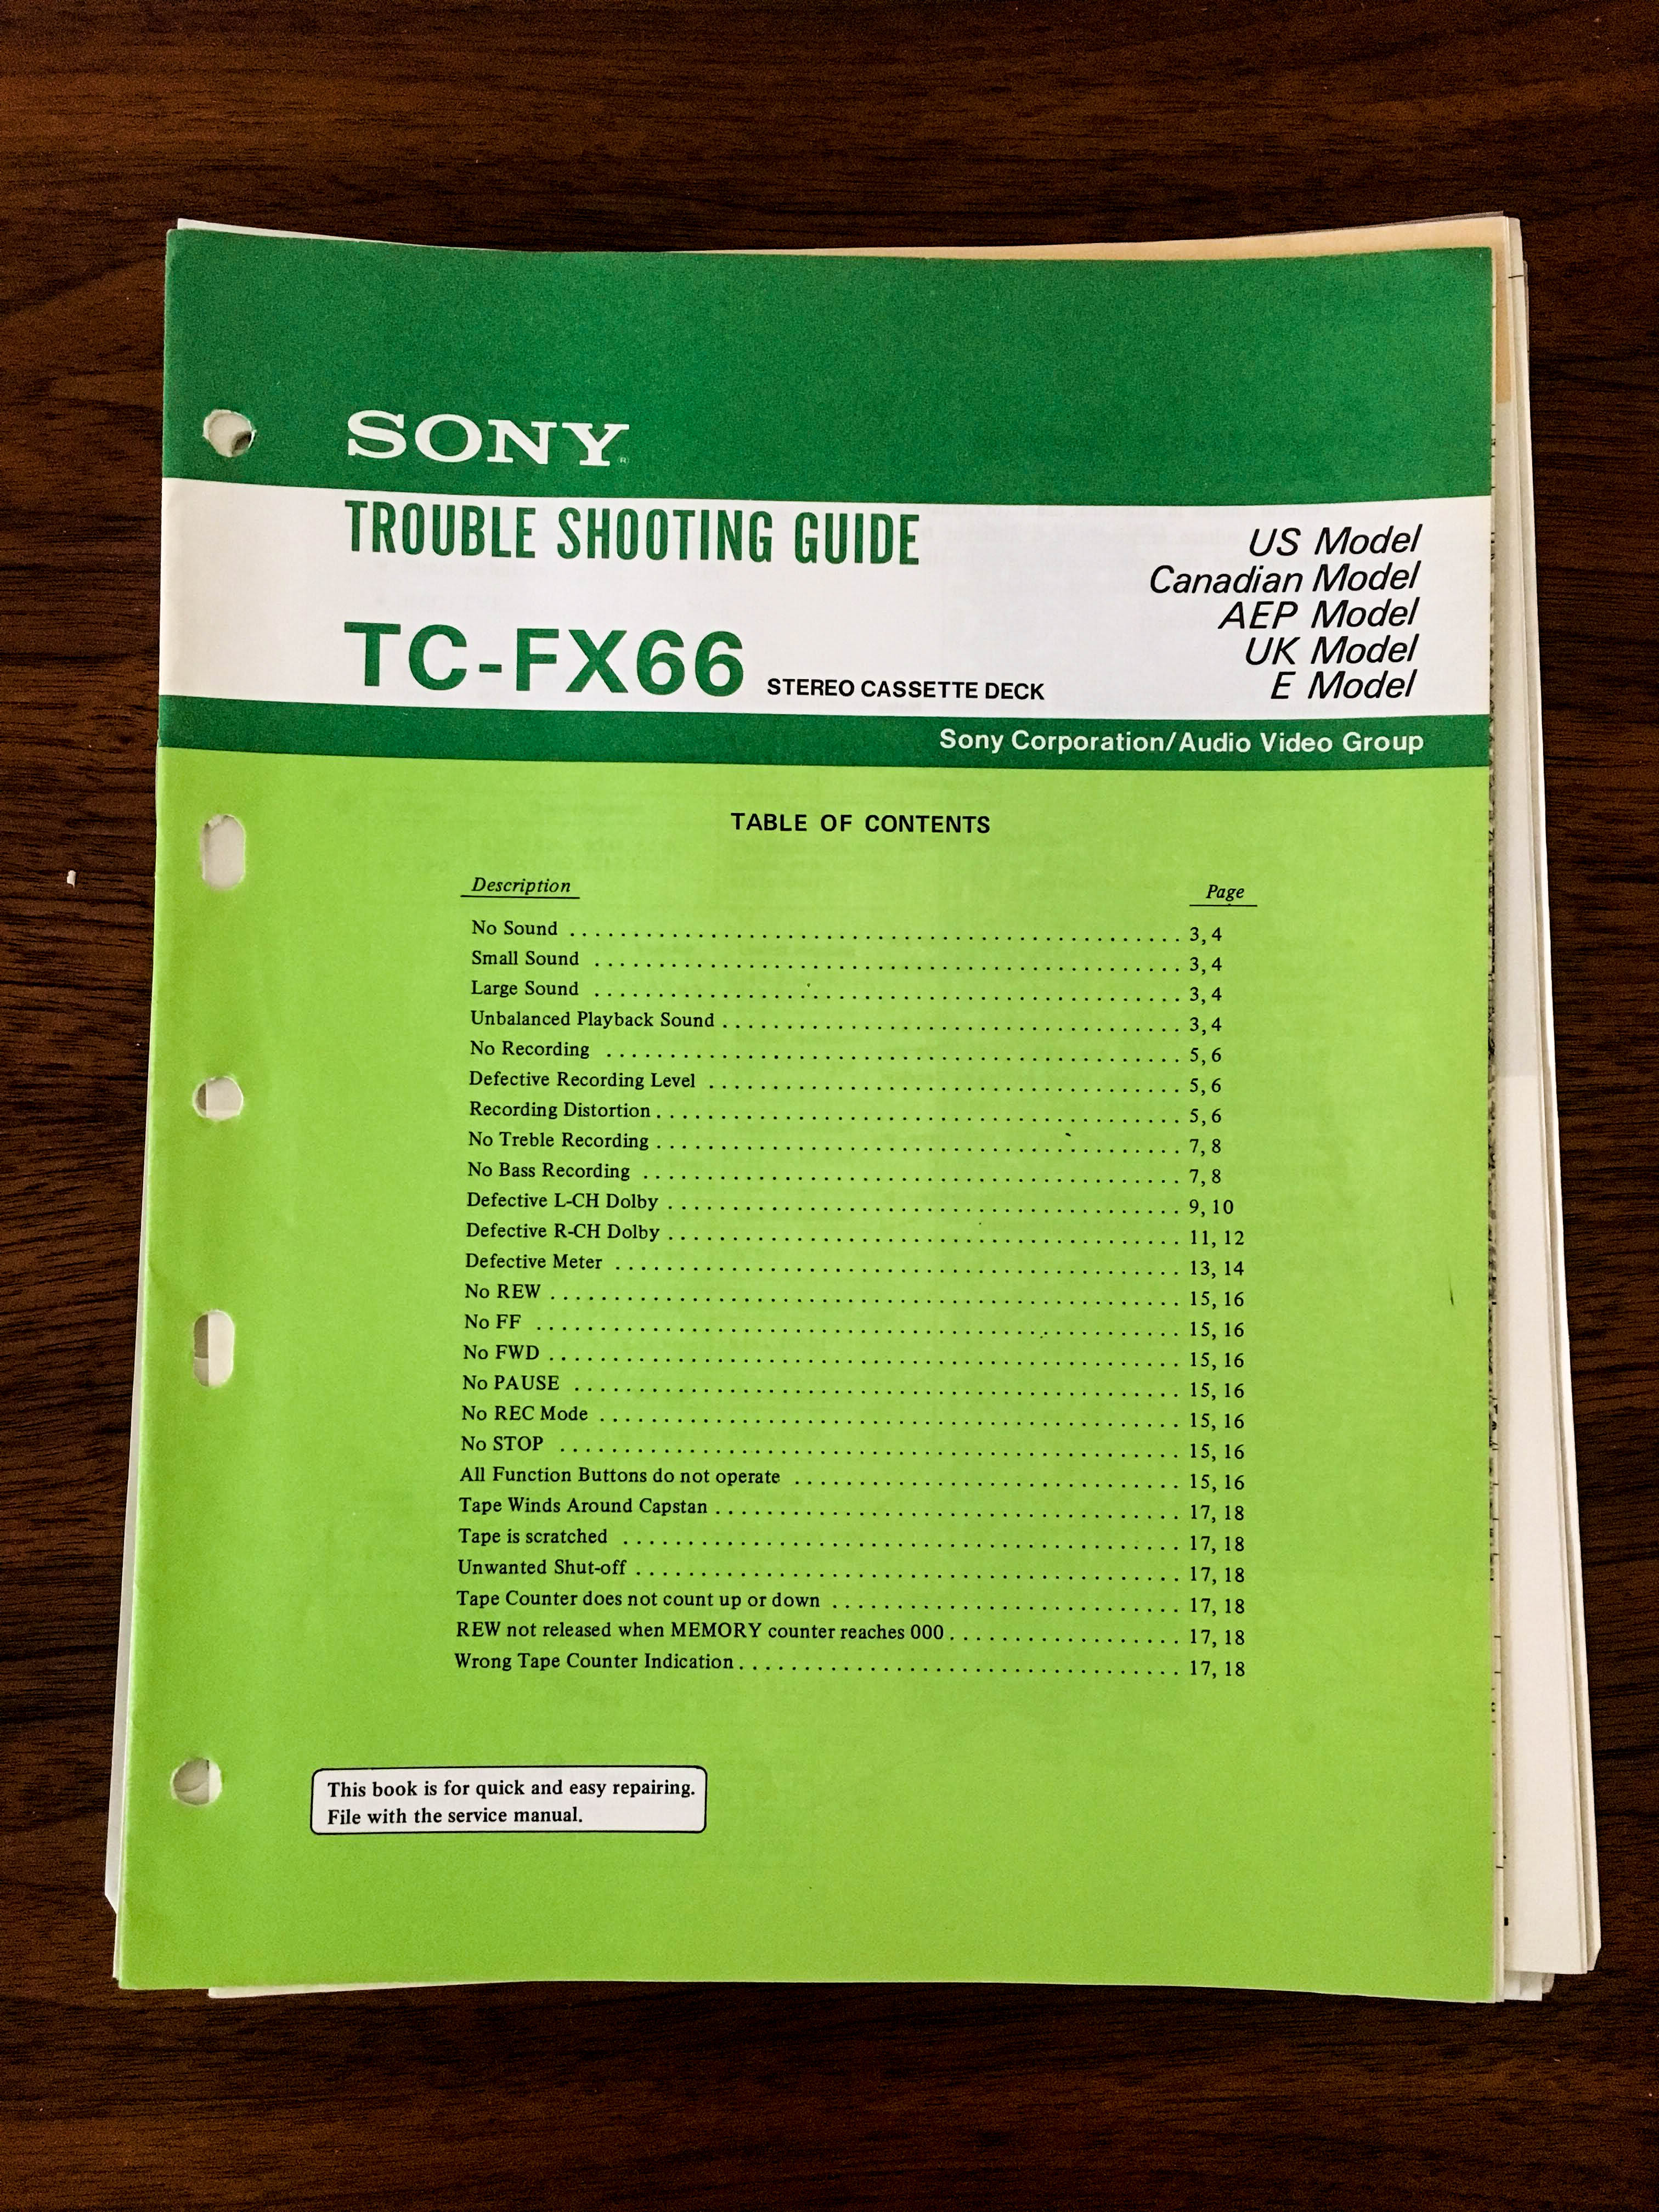 SONY®
TROUBLE SHOOTING GUIDE
US Model
Canadian Model
AEP Model
UK Model
E Model
TC-FX66 STEREO CASSETTE DECK
Sony Corporation/Audio Video Group
TABLE OF CONTENTS
Description Page
No Sound 3, 4
Small Sound 3, 4
Large Sound 3, 4
Unbalanced Playback Sound 3, 4
No Recording 5, 6
Defective Recording Level 5, 6
Recording Distortion 5, 6
No Treble Recording 7, 8
No Bass Recording 7, 8
Defective L-CH Dolby 9, 10
Defective R-CH Dolby 11, 12
Defective Meter 13, 14
No REW 15, 16
No FF 15, 16
No FWD 15, 16
No PAUSE 15, 16
No REC Mode 15, 16
No STOP 15, 16
All Function Buttons do not operate 15, 16
Tape Winds Around Capstan 17, 18
Tape is scratched 17, 18
Unwanted Shut-off 17, 18
Tape Counter does not count up or down 17, 18
REW not released when MEMORY counter reaches 000 17, 18
Wrong Tape Counter Indication 17, 18
This book is for quick and easy repairing.
File with the service manual.